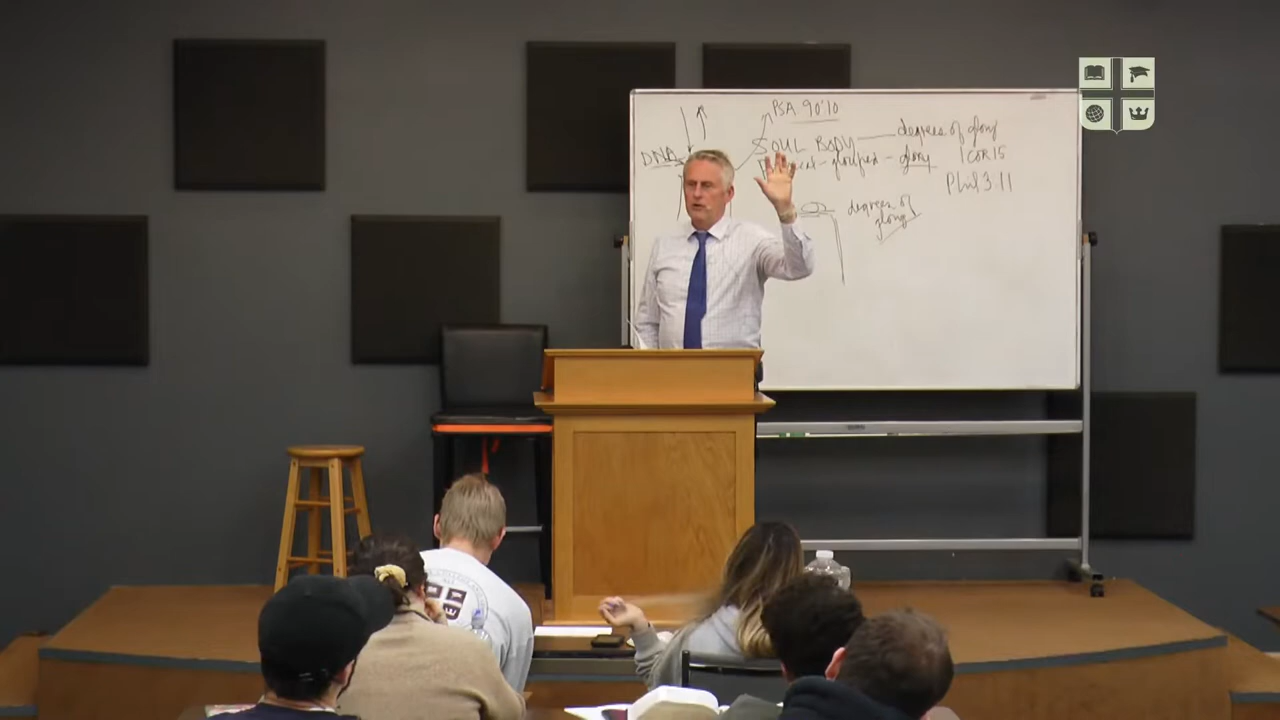 PSA 90:10
SOUL BODY — degrees of glory
DNA
- glorified - glory
1 COR 15
Phil 3:11
degrees of
glory